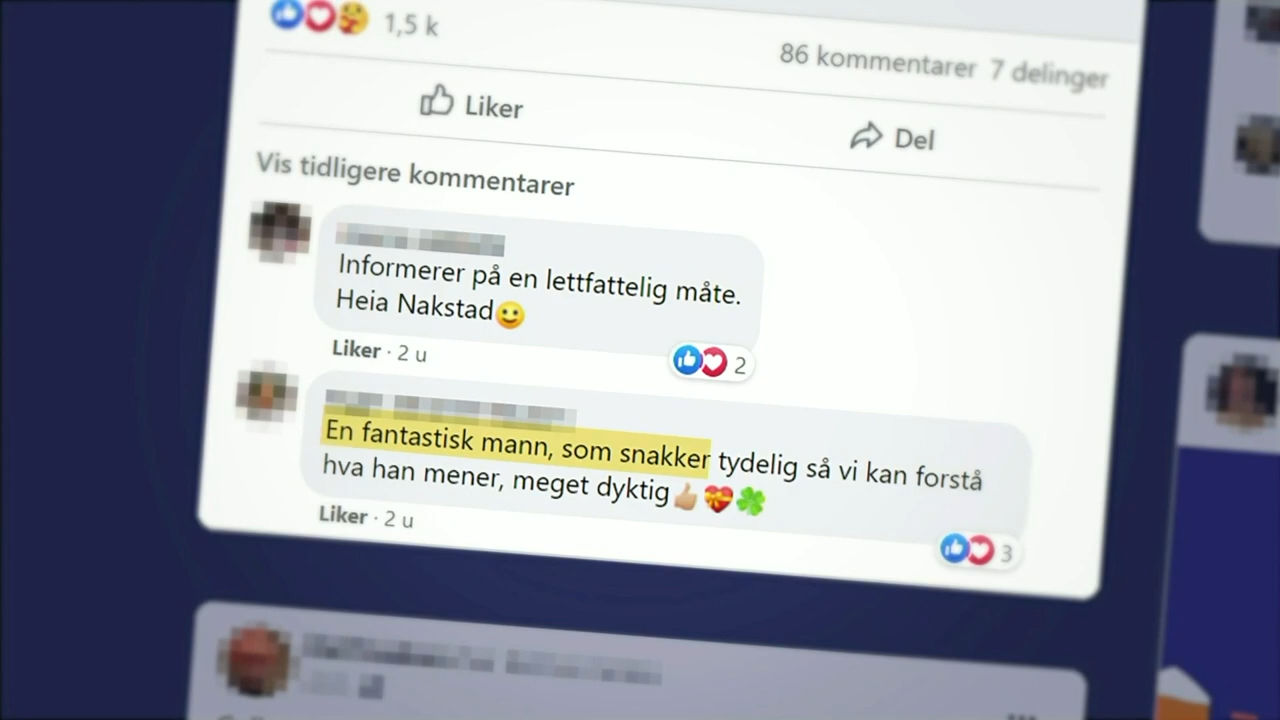 1,5 k
86 kommentarer 7 delinger
Liker
Del
Vis tidligere kommentarer
Informerer på en lettfattelig måte.
Heia Nakstad🙂
Liker · 2 u
2
En fantastisk mann, som snakker tydelig så vi kan forstå
hva han mener, meget dyktig👍🏼💝🍀
Liker · 2 u
3